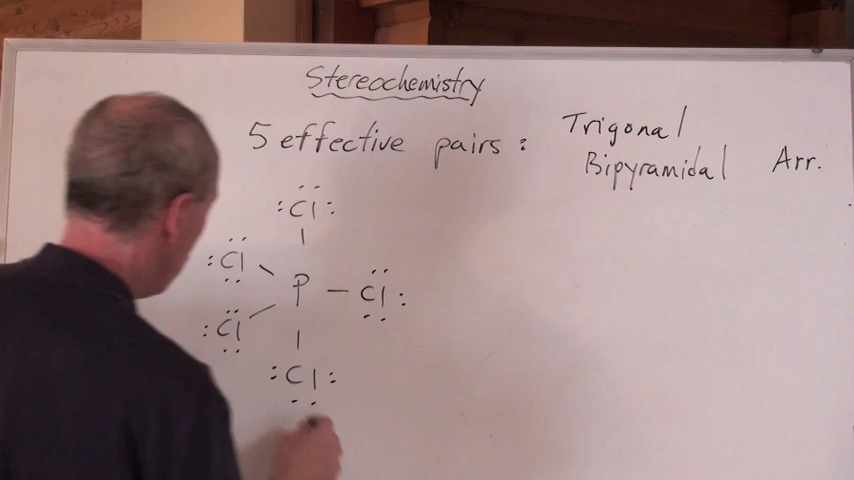 Stereochemistry
5 effective pairs : Trigonal
Bipyramidal Arr.
:Cl:
:Cl
P — Cl:
:Cl
:Cl: